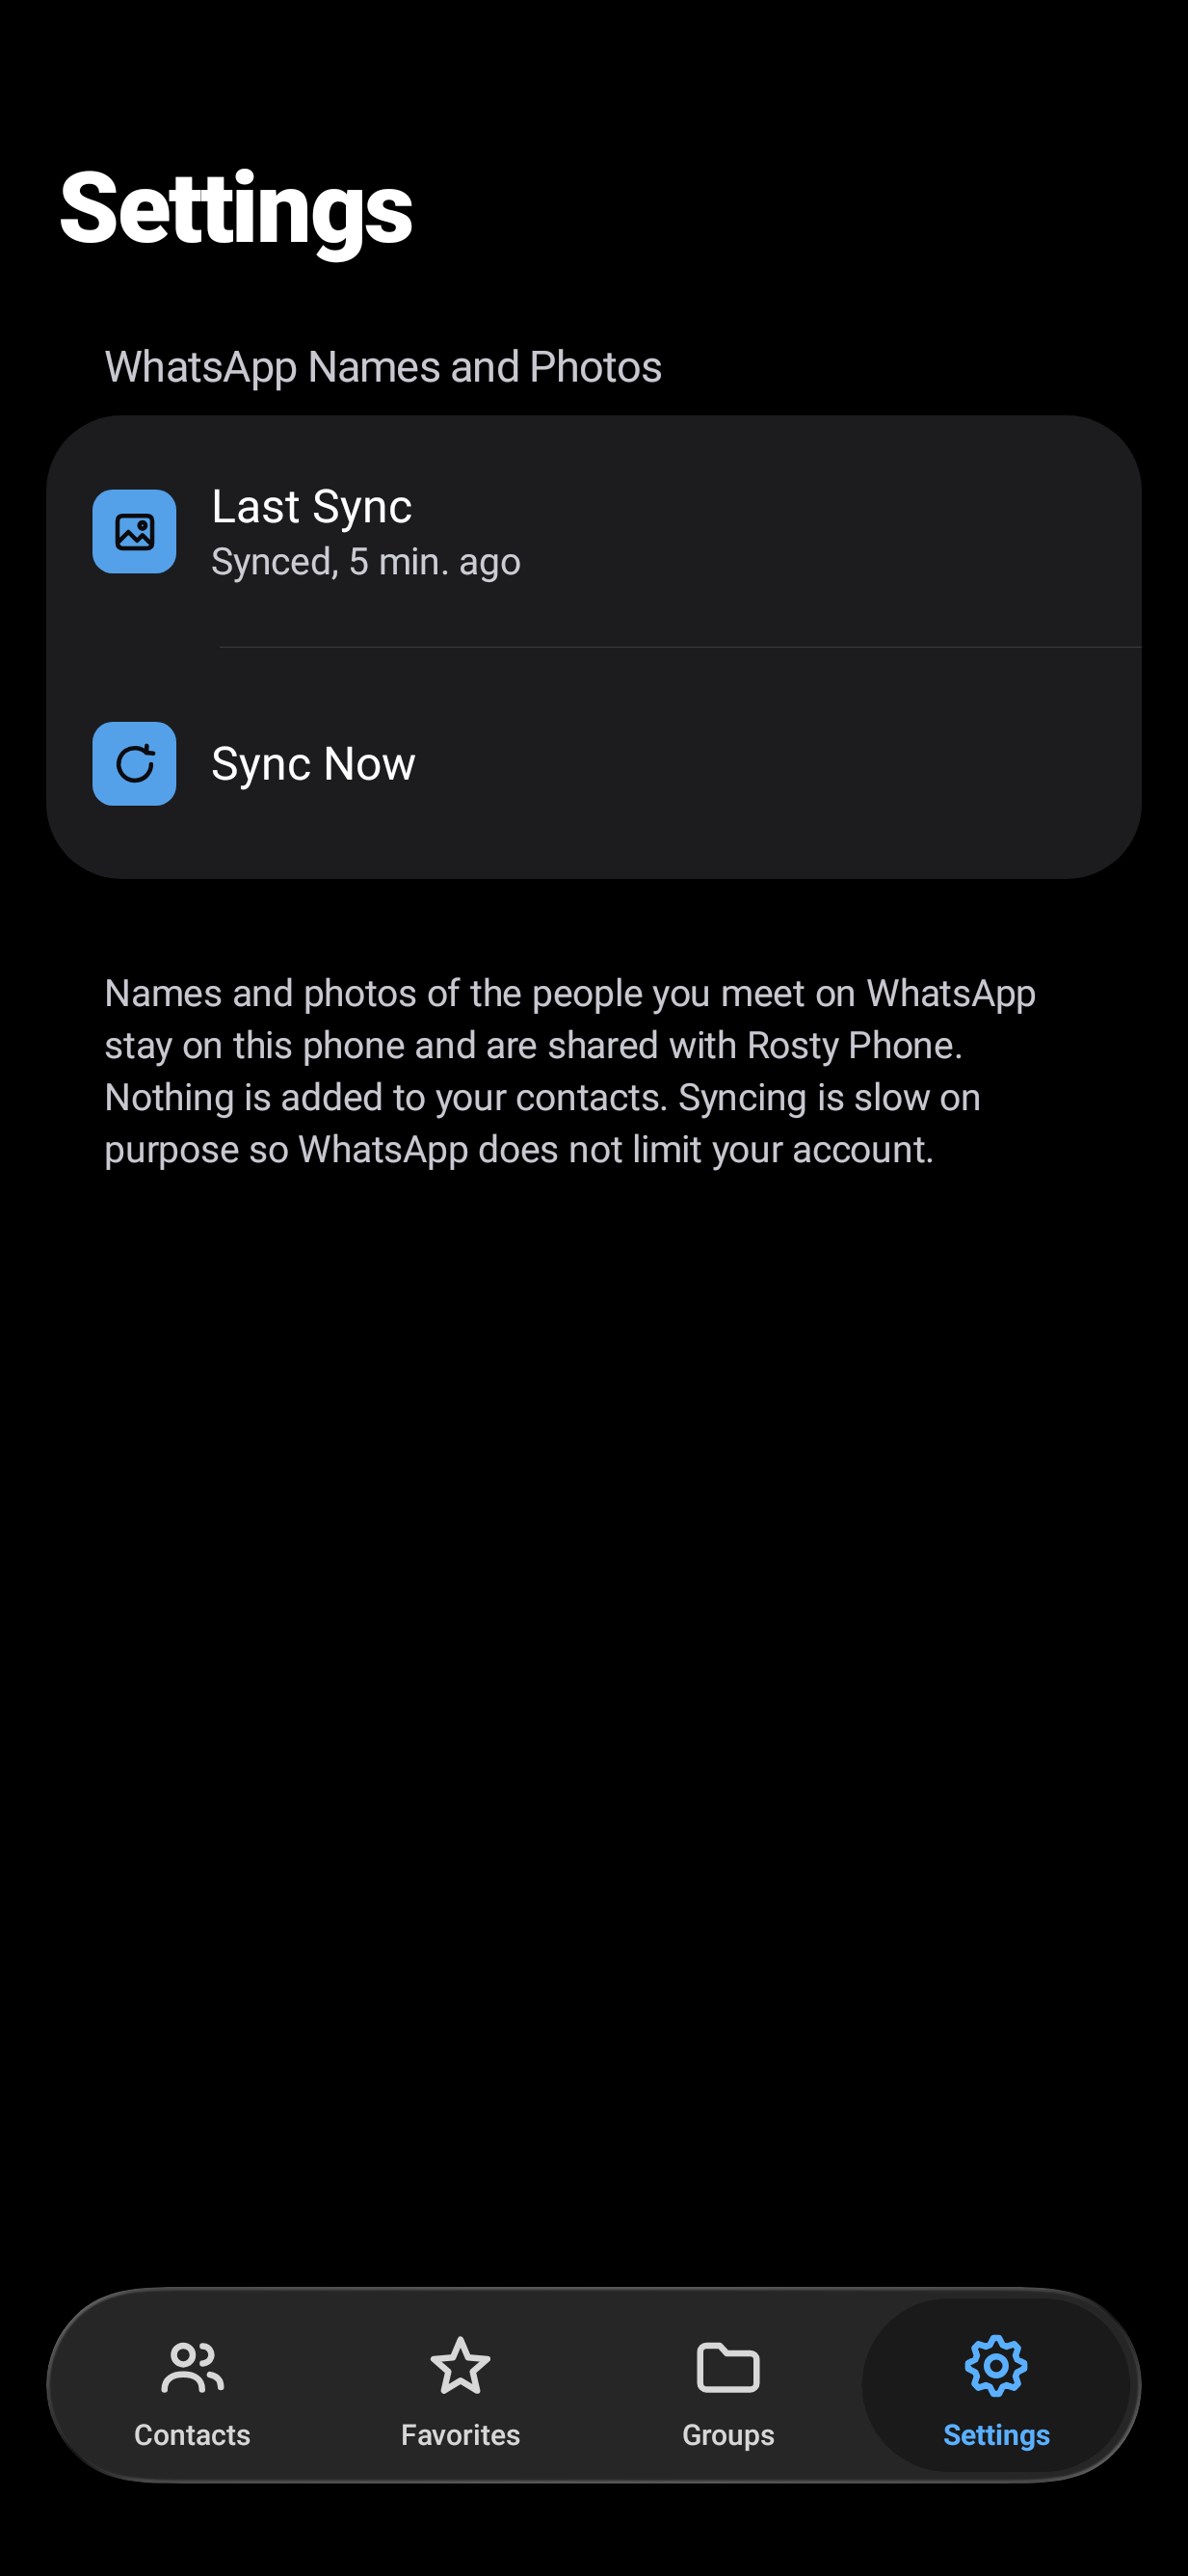 Settings
WhatsApp Names and Photos
Last Sync
Synced, 5 min. ago
Sync Now
Names and photos of the people you meet on WhatsApp
stay on this phone and are shared with Rosty Phone.
Nothing is added to your contacts. Syncing is slow on
purpose so WhatsApp does not limit your account.
Contacts
Favorites
Groups
Settings